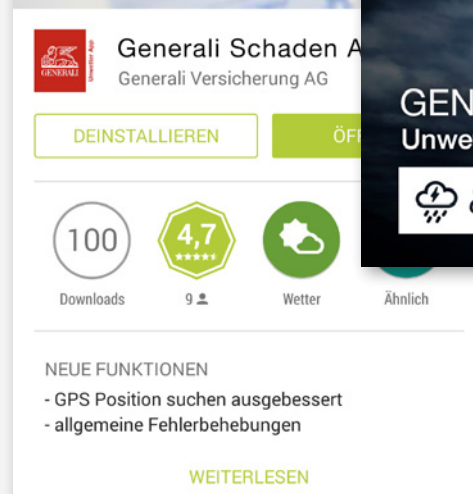 Generali Schaden A
Generali Versicherung AG
GENERALI
Unwetter App
DEINSTALLIEREN
ÖF
GEN
Unwe
100
4,7
Downloads
9
Wetter
Ähnlich
NEUE FUNKTIONEN
- GPS Position suchen ausgebessert
- allgemeine Fehlerbehebungen
WEITERLESEN